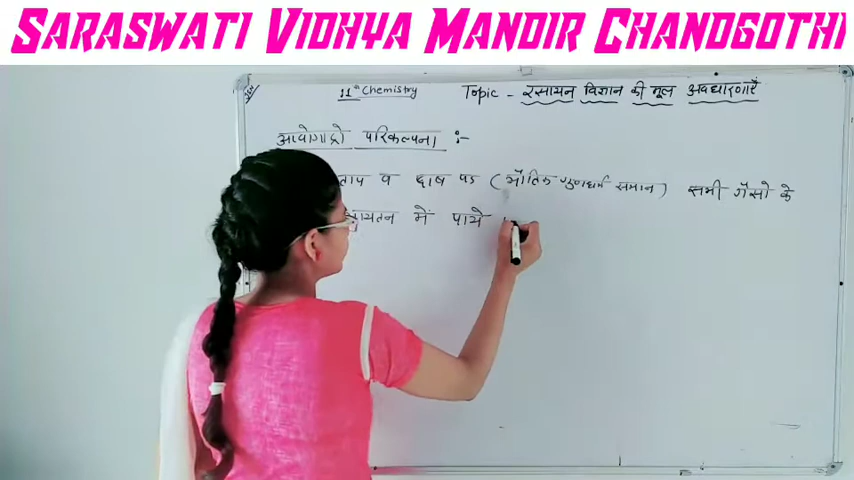 SARASWATI VIDHYA MANDIR CHANDGOTHI
11th Chemistry
Topic - रसायन विज्ञान की मूल अवधारणाएँ
आवोगाद्रो परिकल्पना :-
ताप व दाब पर (भौतिक गुणधर्म समान) सभी गैसो के
आयतन में पाये